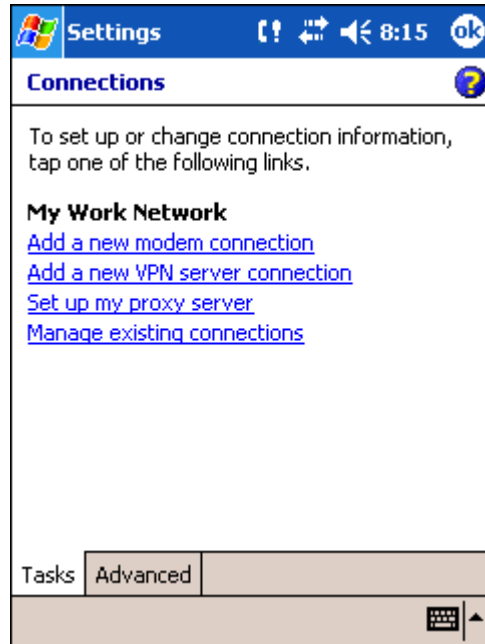 Settings 8:15 ok
Connections ?
To set up or change connection information,
tap one of the following links.
My Work Network
Add a new modem connection
Add a new VPN server connection
Set up my proxy server
Manage existing connections
Tasks Advanced